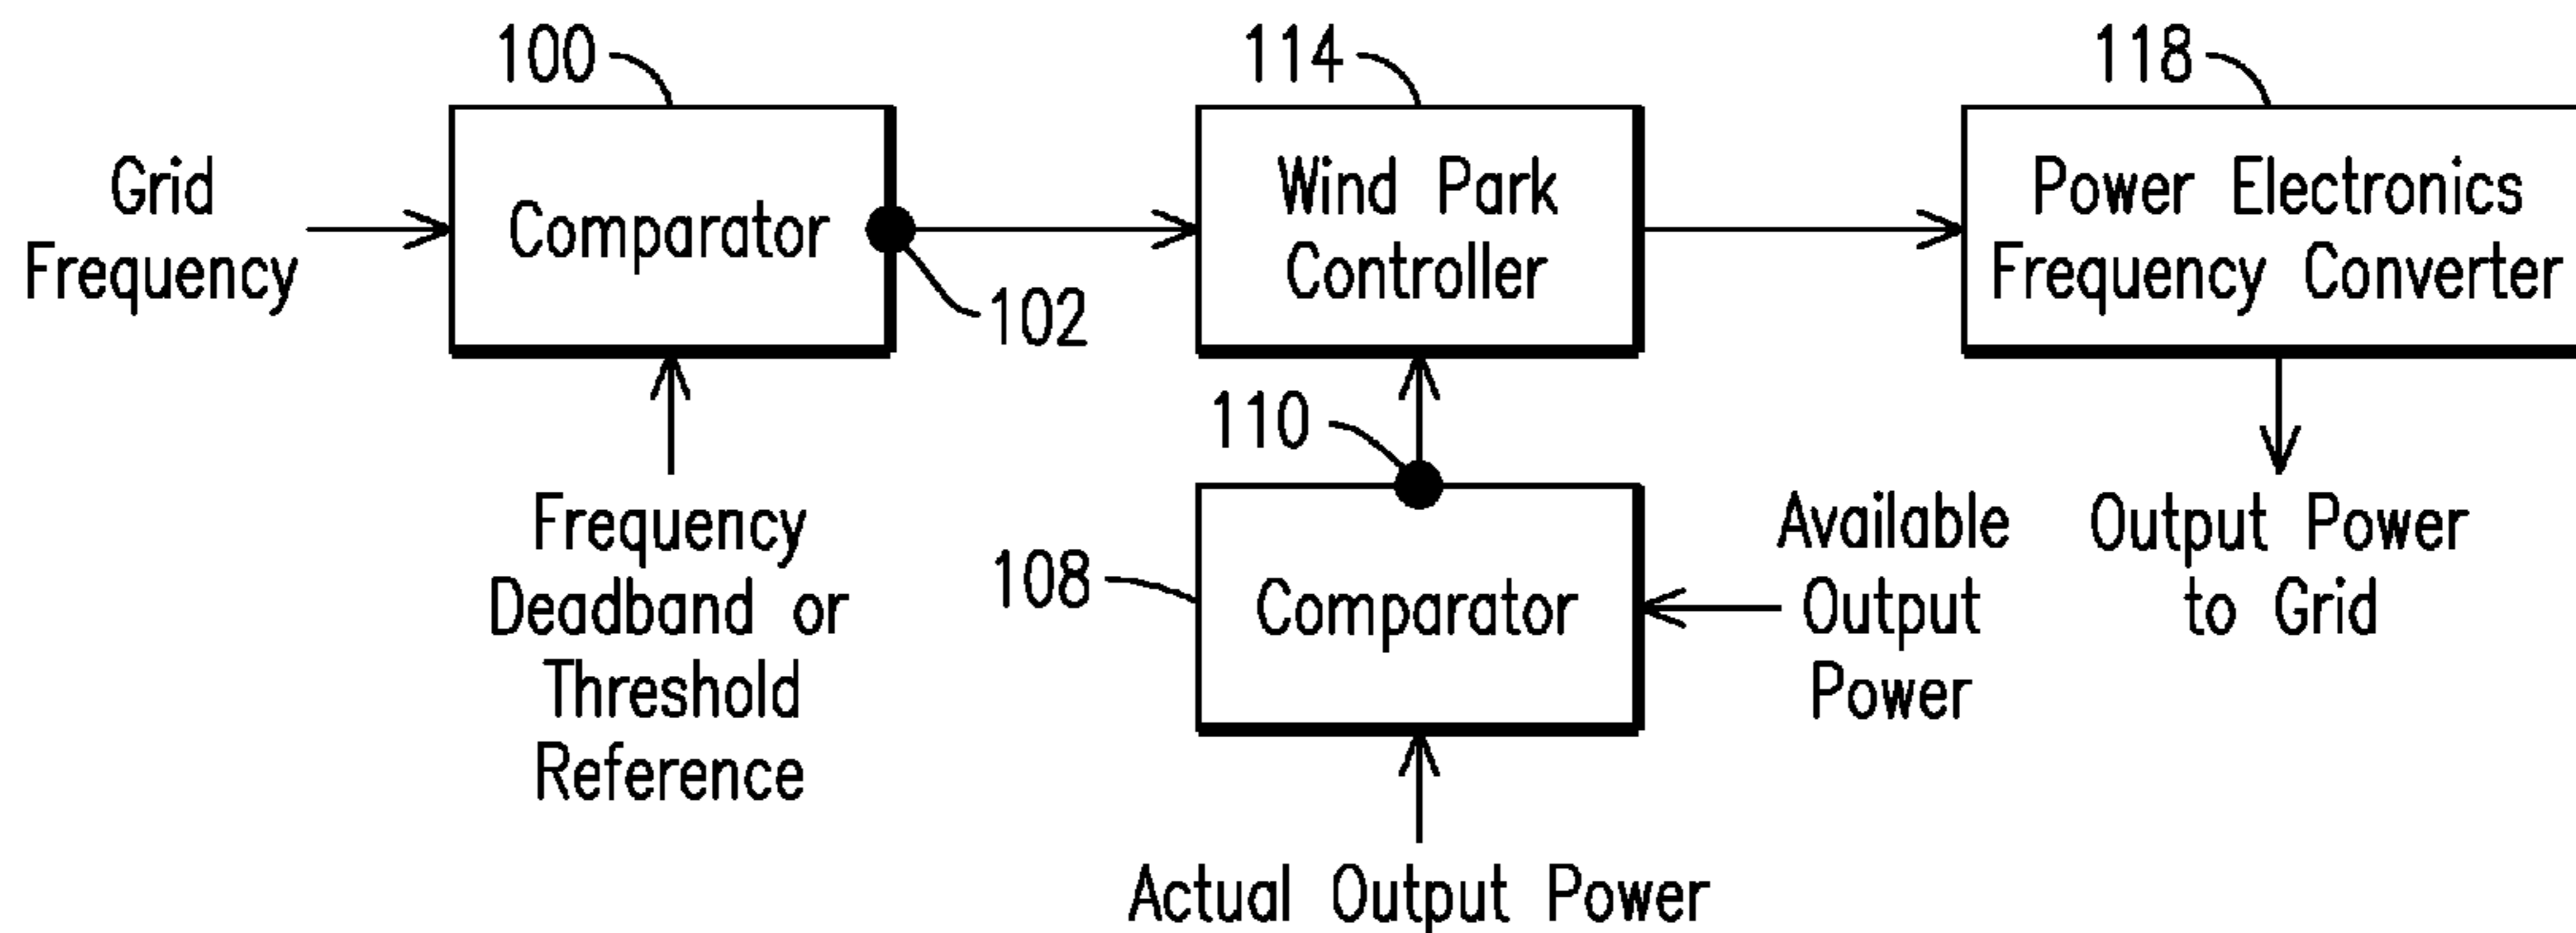 100
114
118
Grid
Frequency
Comparator
102
Wind Park
Controller
Power Electronics
Frequency Converter
Frequency
Deadband or
Threshold
Reference
110
108
Comparator
Available
Output
Power
Output Power
to Grid
Actual Output Power